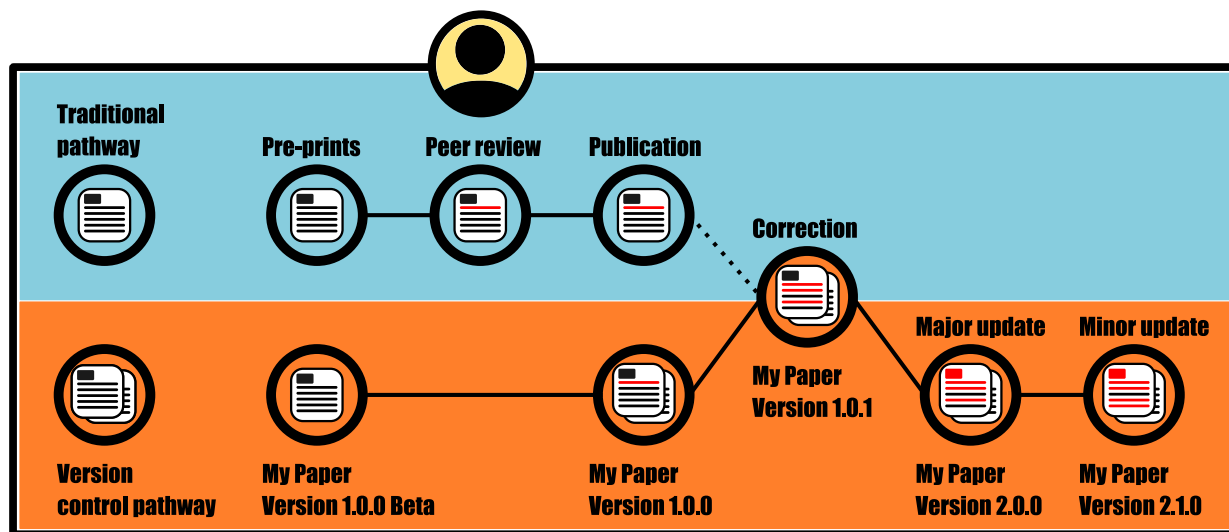 Traditional
pathway
Pre-prints
Peer review
Publication
Correction
My Paper
Version 1.0.1
Major update
Minor update
Version
control pathway
My Paper
Version 1.0.0 Beta
My Paper
Version 1.0.0
My Paper
Version 2.0.0
My Paper
Version 2.1.0